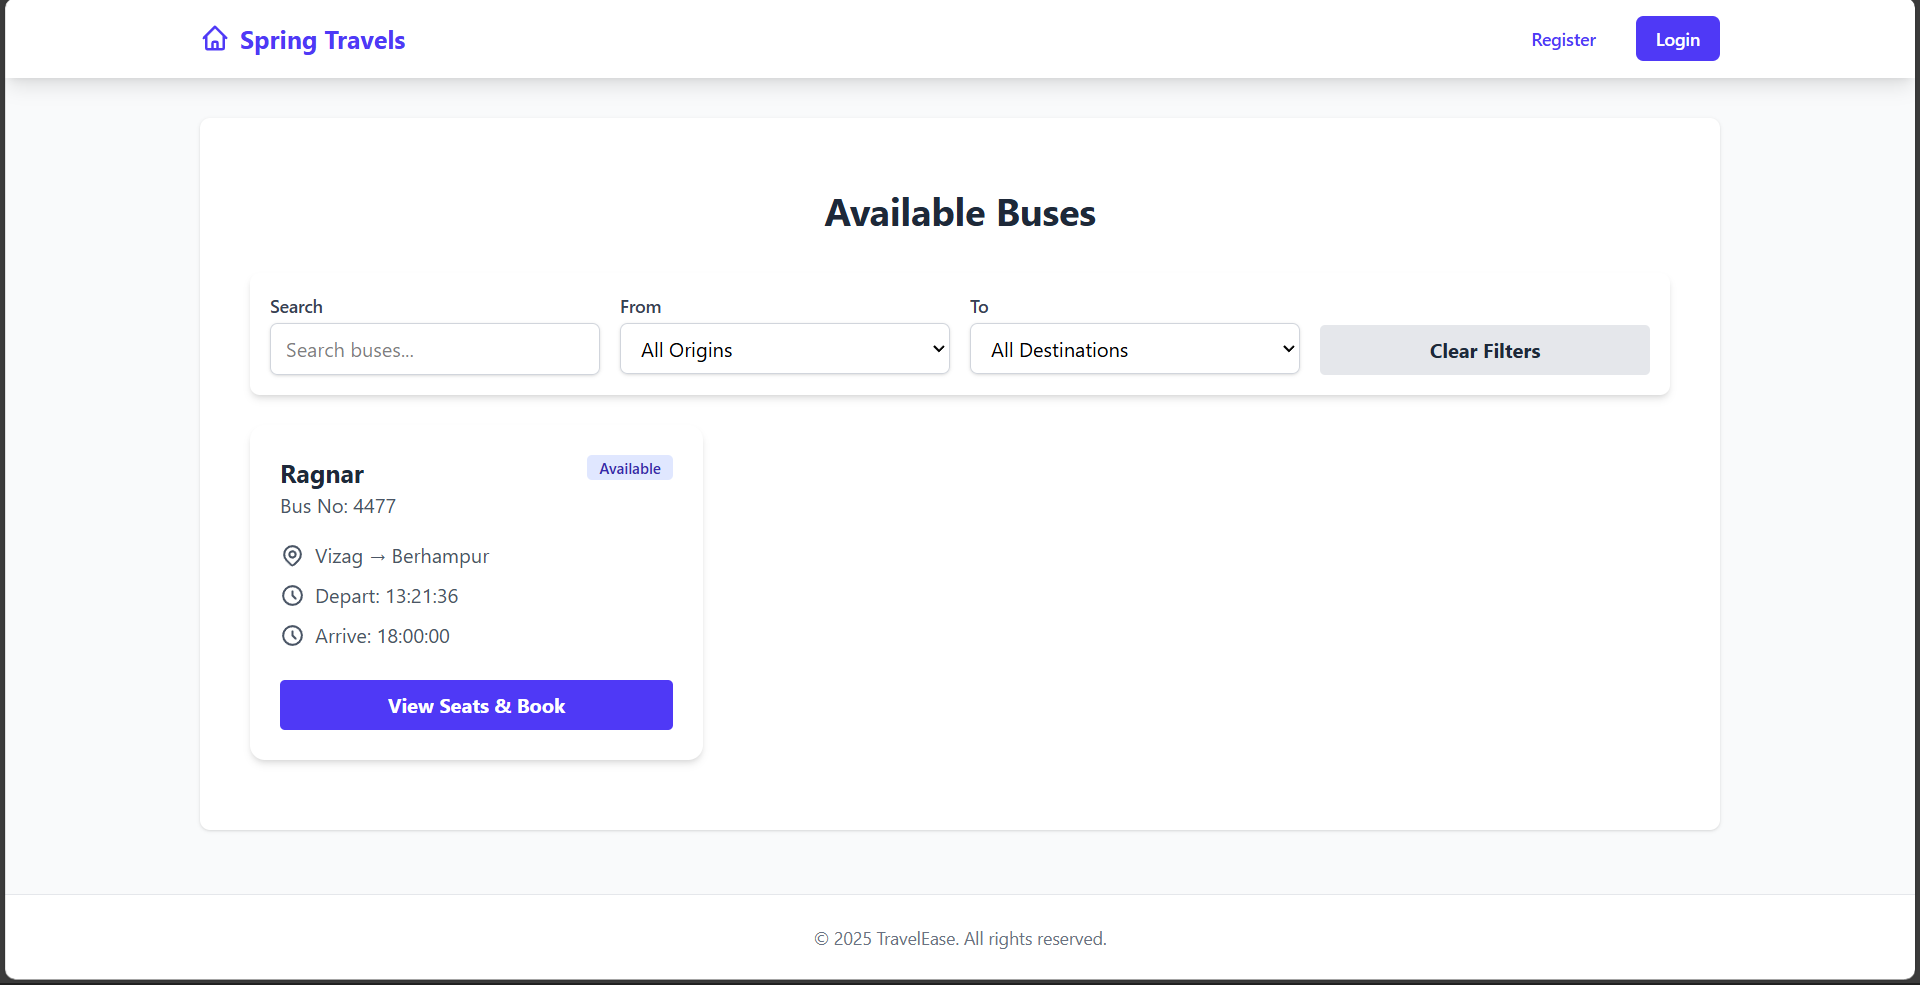 Spring Travels
Register
Login
Available Buses
Search
From
To
Search buses...
All Origins
All Destinations
Clear Filters
Ragnar
Available
Bus No: 4477
Vizag → Berhampur
Depart: 13:21:36
Arrive: 18:00:00
View Seats & Book
© 2025 TravelEase. All rights reserved.